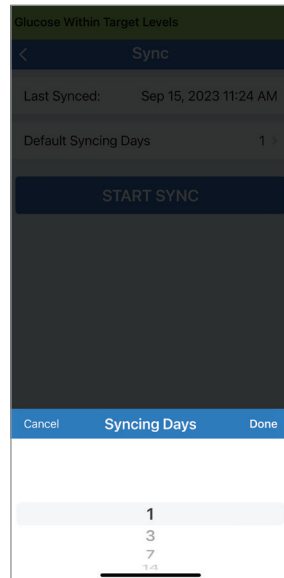 Glucose Within Target Levels
Sync
Last Synced: Sep 15, 2023 11:24 AM
Default Syncing Days 1
START SYNC
Cancel Syncing Days Done
1
3
7
14